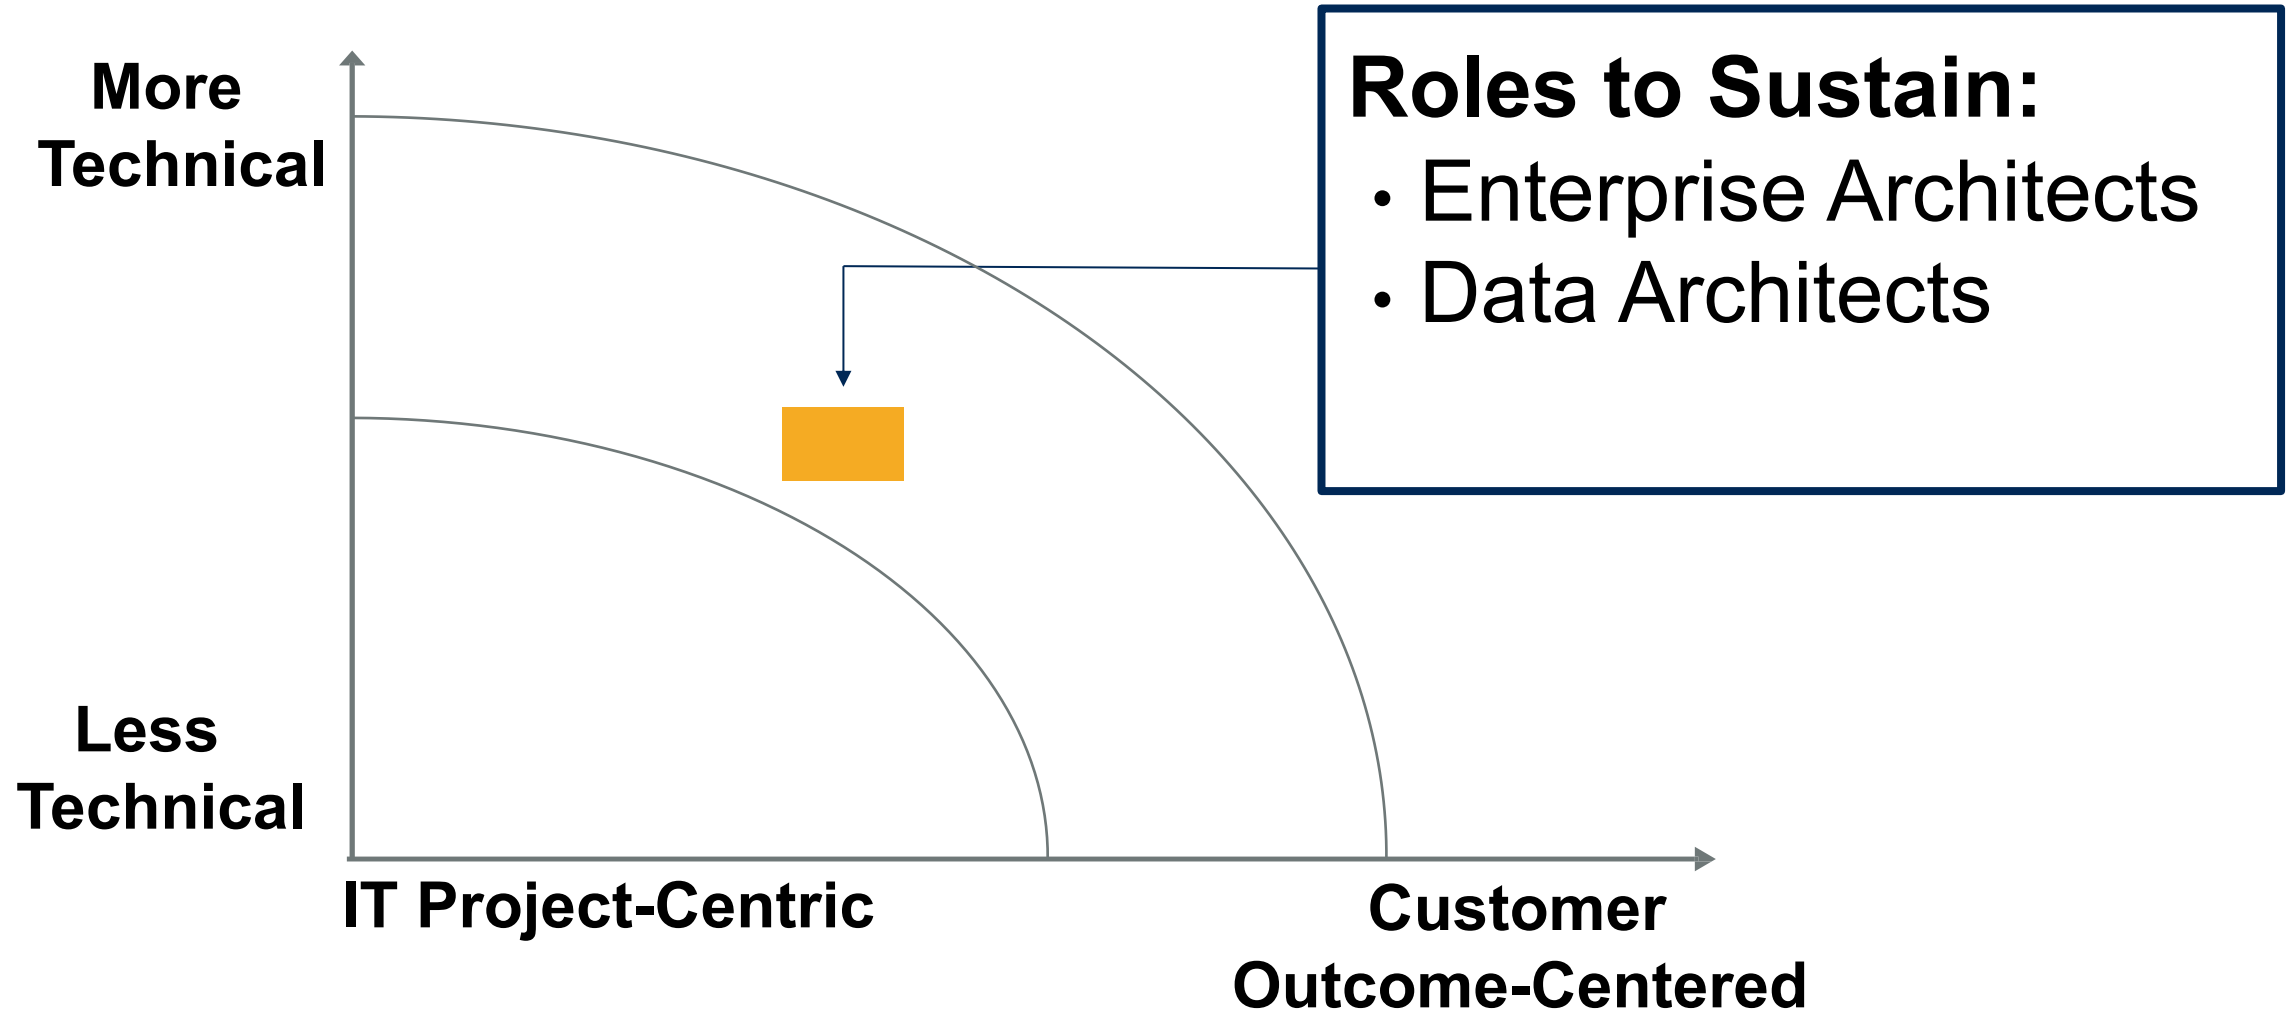 More
Technical
Roles to Sustain:
• Enterprise Architects
• Data Architects
Less
Technical
IT Project-Centric
Customer
Outcome-Centered